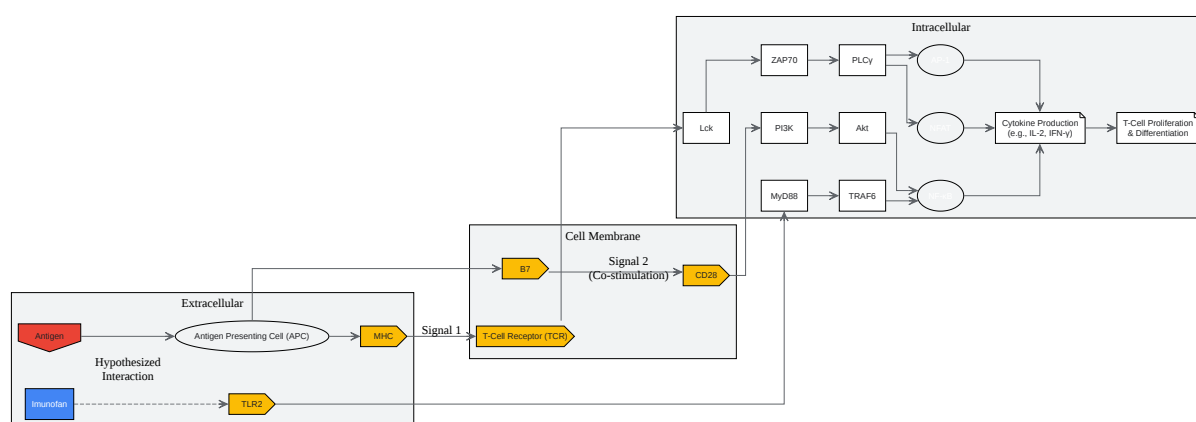 Intracellular
ZAP70
PLCγ
Lck
PI3K
Akt
Cytokine Production
(e.g., IL-2, IFN-γ)
T-Cell Proliferation
& Differentiation
MyD88
TRAF6
Cell Membrane
B7
Signal 2
(Co-stimulation)
CD28
Extracellular
Antigen
Antigen Presenting Cell (APC)
MHC
Signal 1
T-Cell Receptor (TCR)
Hypothesized
Interaction
Imunofan
TLR2